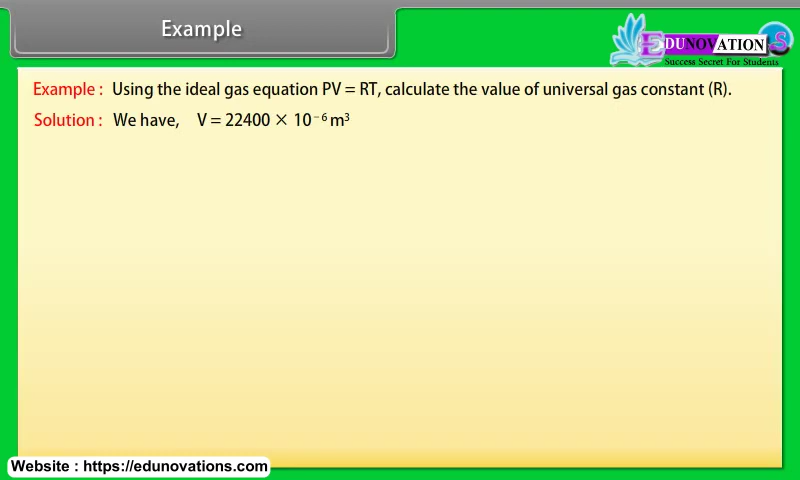 Example
EDUNOVATIONS
Success Secret For Students
Example : Using the ideal gas equation PV = RT, calculate the value of universal gas constant (R).
Solution : We have, V = 22400 × 10⁻⁶ m³
Website : https://edunovations.com